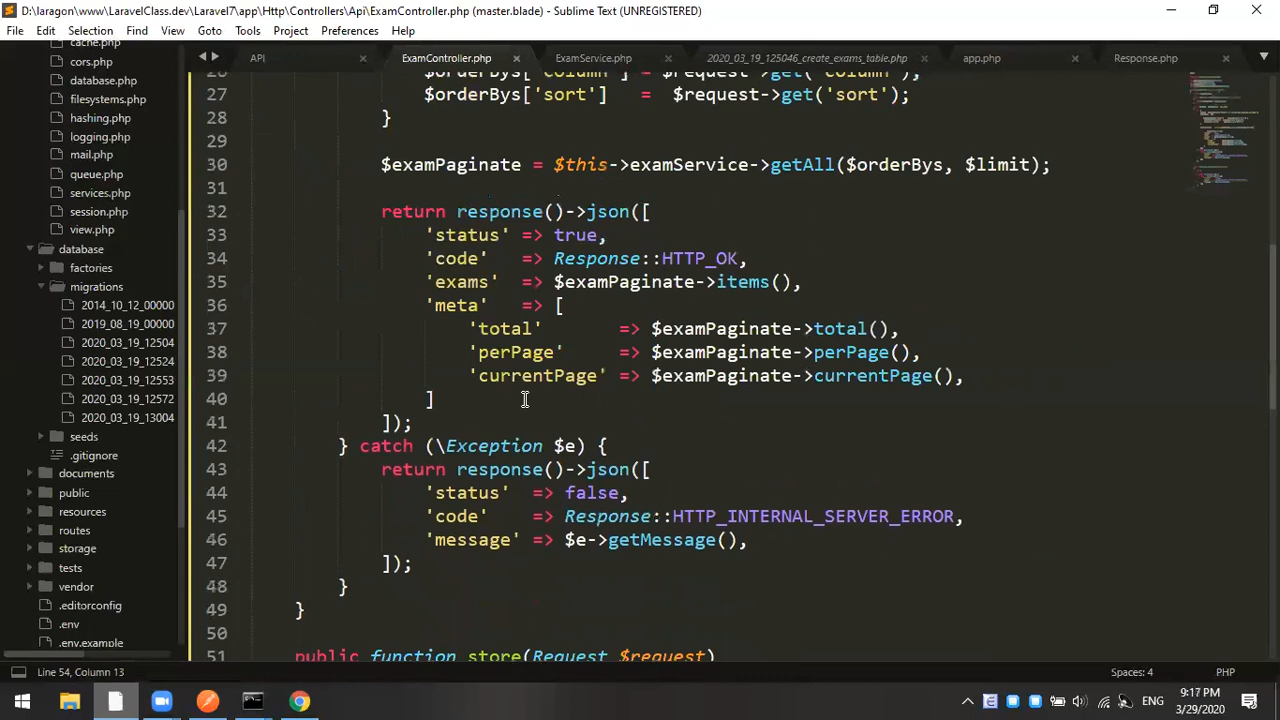 D:\laragon\www\LaravelClass.dev\Laravel7\app\Http\Controllers\Api\ExamController.php (master.blade) - Sublime Text (UNREGISTERED)
File Edit Selection Find View Goto Tools Project Preferences Help
API ExamController.php ExamService.php 2020_03_19_125046_create_exams_table.php app.php Response.php
cache.php
cors.php
database.php
filesystems.php
hashing.php
logging.php
mail.php
queue.php
services.php
session.php
view.php
database
factories
migrations
2014_10_12_00000
2019_08_19_00000
2020_03_19_12504
2020_03_19_12524
2020_03_19_12553
2020_03_19_12572
2020_03_19_13004
seeds
.gitignore
documents
public
resources
routes
storage
tests
vendor
.editorconfig
.env
.env.example
26 $orderBys['column'] = $request->get('column');
27 $orderBys['sort'] = $request->get('sort');
28 }
29
30 $examPaginate = $this->examService->getAll($orderBys, $limit);
31
32 return response()->json([
33 'status' => true,
34 'code' => Response::HTTP_OK,
35 'exams' => $examPaginate->items(),
36 'meta' => [
37 'total' => $examPaginate->total(),
38 'perPage' => $examPaginate->perPage(),
39 'currentPage' => $examPaginate->currentPage(),
40 ]
41 ]);
42 } catch (\Exception $e) {
43 return response()->json([
44 'status' => false,
45 'code' => Response::HTTP_INTERNAL_SERVER_ERROR,
46 'message' => $e->getMessage(),
47 ]);
48 }
49 }
50
51 public function store(Request $request)
Line 54, Column 13 Spaces: 4 PHP
ENG 9:17 PM
3/29/2020